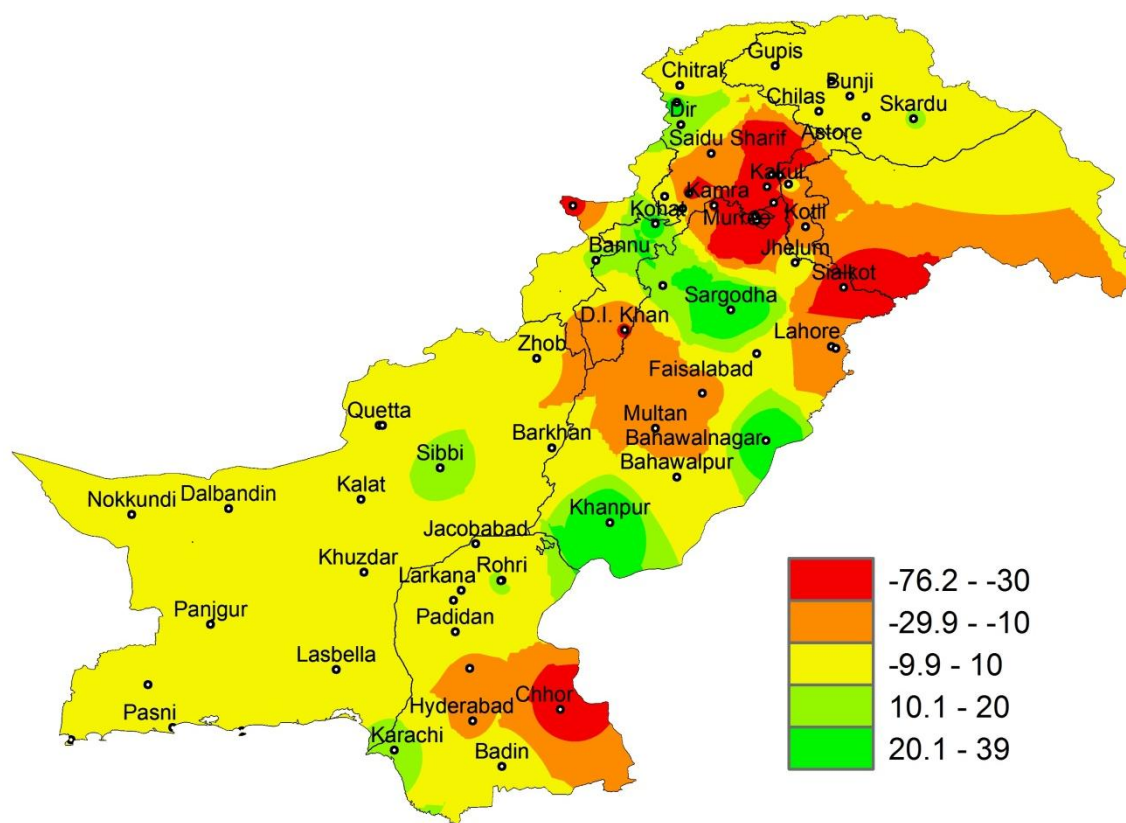 Gupis
Chitral
Bunji
Chilas
Skardu
Dir
Astore
Saidu Sharif
Kakul
Kamra
Kohat
Murree
Kotli
Bannu
Jhelum
Sialkot
Sargodha
D.I. Khan
Lahore
Zhob
Faisalabad
Quetta
Multan
Barkhan
Bahawalnagar
Sibbi
Bahawalpur
Nokkundi
Dalbandin
Kalat
Khanpur
Jacobabad
Khuzdar
Rohri
Larkana
Panjgur
Padidan
Lasbella
Chhor
Pasni
Hyderabad
Karachi
Badin
-76.2 - -30
-29.9 - -10
-9.9 - 10
10.1 - 20
20.1 - 39